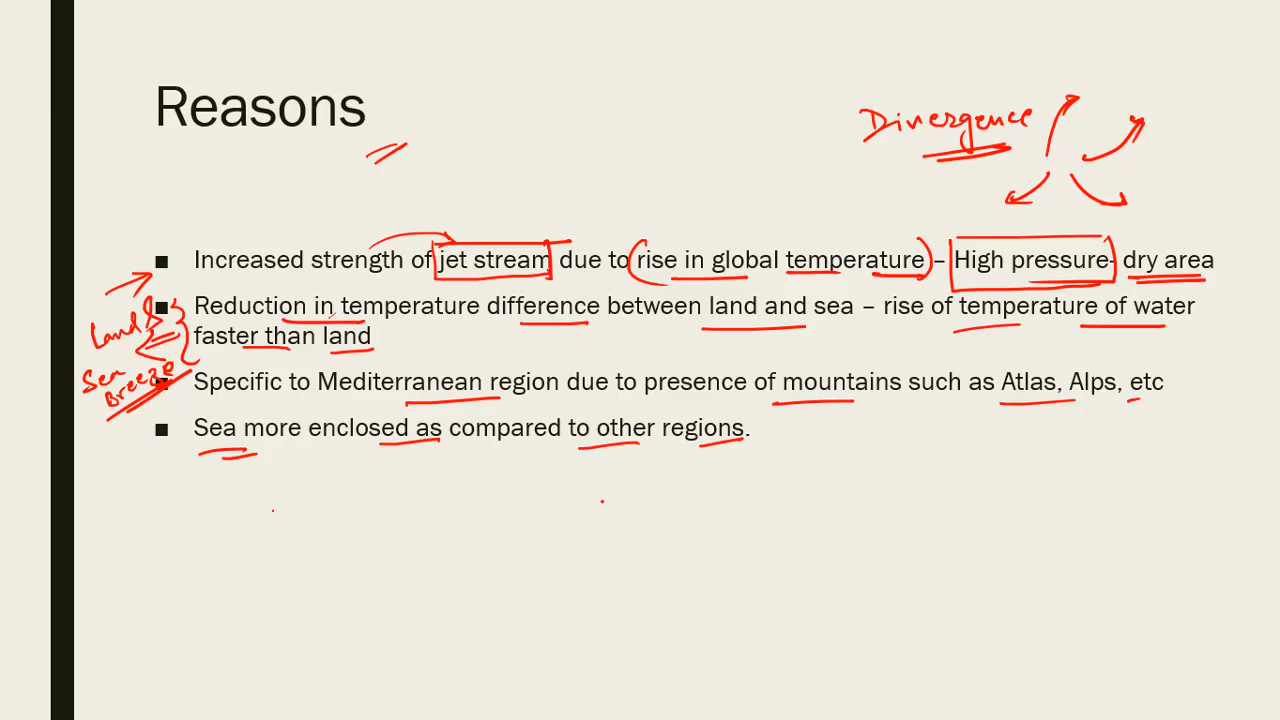 Reasons
Divergence
■ Increased strength of jet stream due to rise in global temperature – High pressure- dry area
■ Reduction in temperature difference between land and sea – rise of temperature of water
faster than land
Land &
Sea
Breeze
■ Specific to Mediterranean region due to presence of mountains such as Atlas, Alps, etc
■ Sea more enclosed as compared to other regions.